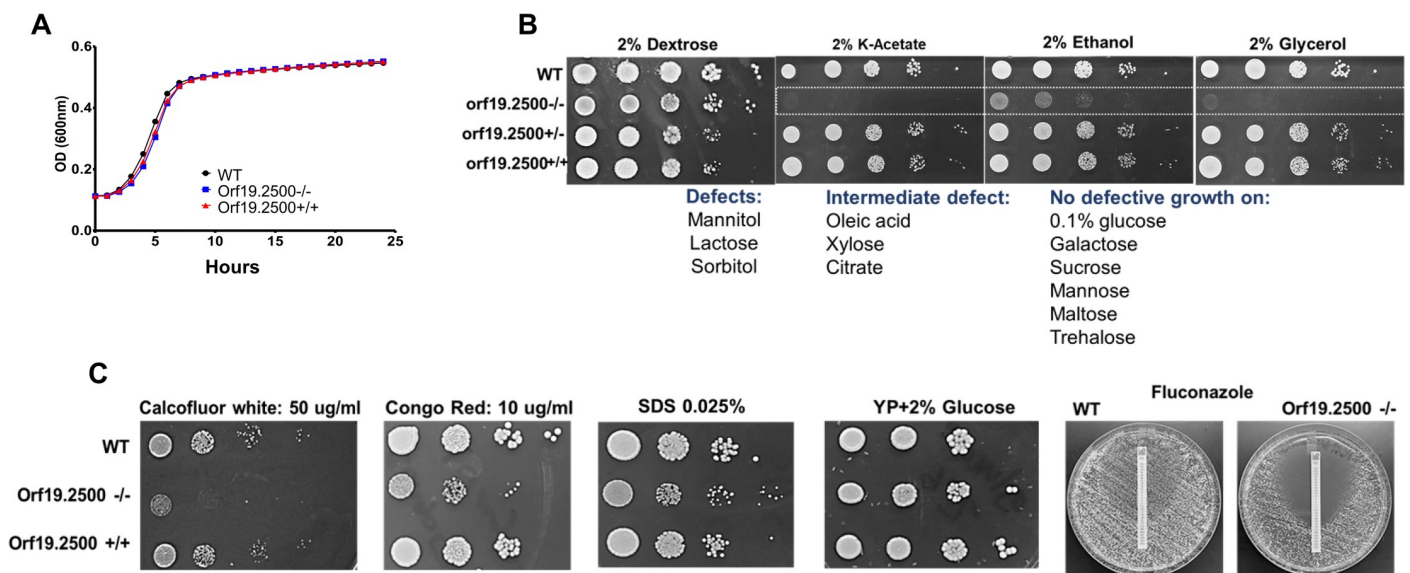 A
0.6
0.4
0.2
0.0
OD (600nm)
WT
Orf19.2500-/-
Orf19.2500+/+
0 5 10 15 20 25
Hours
B
2% Dextrose 2% K-Acetate 2% Ethanol 2% Glycerol
WT
orf19.2500-/-
orf19.2500+/-
orf19.2500+/+
Defects:
Mannitol
Lactose
Sorbitol
Intermediate defect:
Oleic acid
Xylose
Citrate
No defective growth on:
0.1% glucose
Galactose
Sucrose
Mannose
Maltose
Trehalose
C
Calcofluor white: 50 ug/ml Congo Red: 10 ug/ml SDS 0.025% YP+2% Glucose
WT
Orf19.2500 -/-
Orf19.2500 +/+
Fluconazole
WT Orf19.2500 -/-